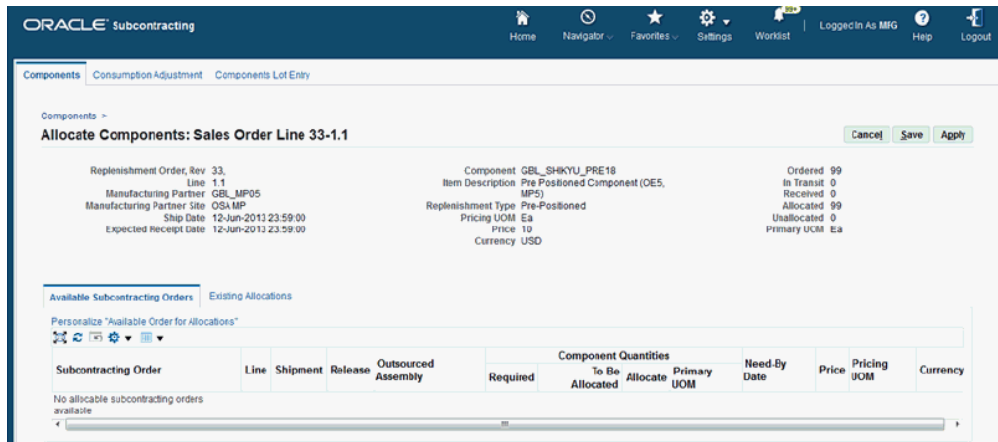 ORACLE Subcontracting
Home
Navigator
Favorites
Settings
99+
Worklist
Logged In As MFG
Help
Logout
Components Consumption Adjustment Components Lot Entry
Components >
Allocate Components: Sales Order Line 33-1.1
Cancel Save Apply
Replenishment Order, Rev 33,
Line 1.1
Manufacturing Partner GBL_MP05
Manufacturing Partner Site OSAMP
Ship Date 12-Jun-2013 23:59:00
Expected Receipt Date 12-Jun-2013 23:59:00
Component GBL_SHIKYU_PRE18
Item Description Pre Positioned Component (OE5,
MP5)
Replenishment Type Pre-Positioned
Pricing UOM Ea
Price 10
Currency USD
Ordered 99
In Transit 0
Received 0
Allocated 99
Unallocated 0
Primary UOM Ea
Available Subcontracting Orders Existing Allocations
Personalize "Available Order for Allocations"
Component Quantities
Subcontracting Order Line Shipment Release Outsourced Assembly Required To Be Allocated Allocate Primary UOM Need-By Date Price Pricing UOM Currency
No allocable subcontracting orders
available